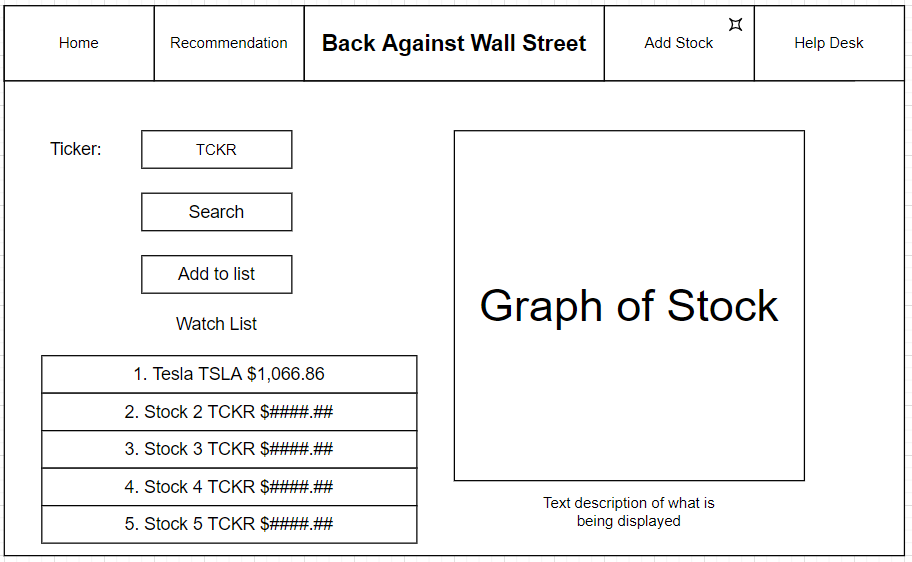 Home
Recommendation
Back Against Wall Street
Add Stock
Help Desk
Ticker:
TCKR
Search
Add to list
Watch List
1. Tesla TSLA $1,066.86
2. Stock 2 TCKR $####.##
3. Stock 3 TCKR $####.##
4. Stock 4 TCKR $####.##
5. Stock 5 TCKR $####.##
Graph of Stock
Text description of what is
being displayed